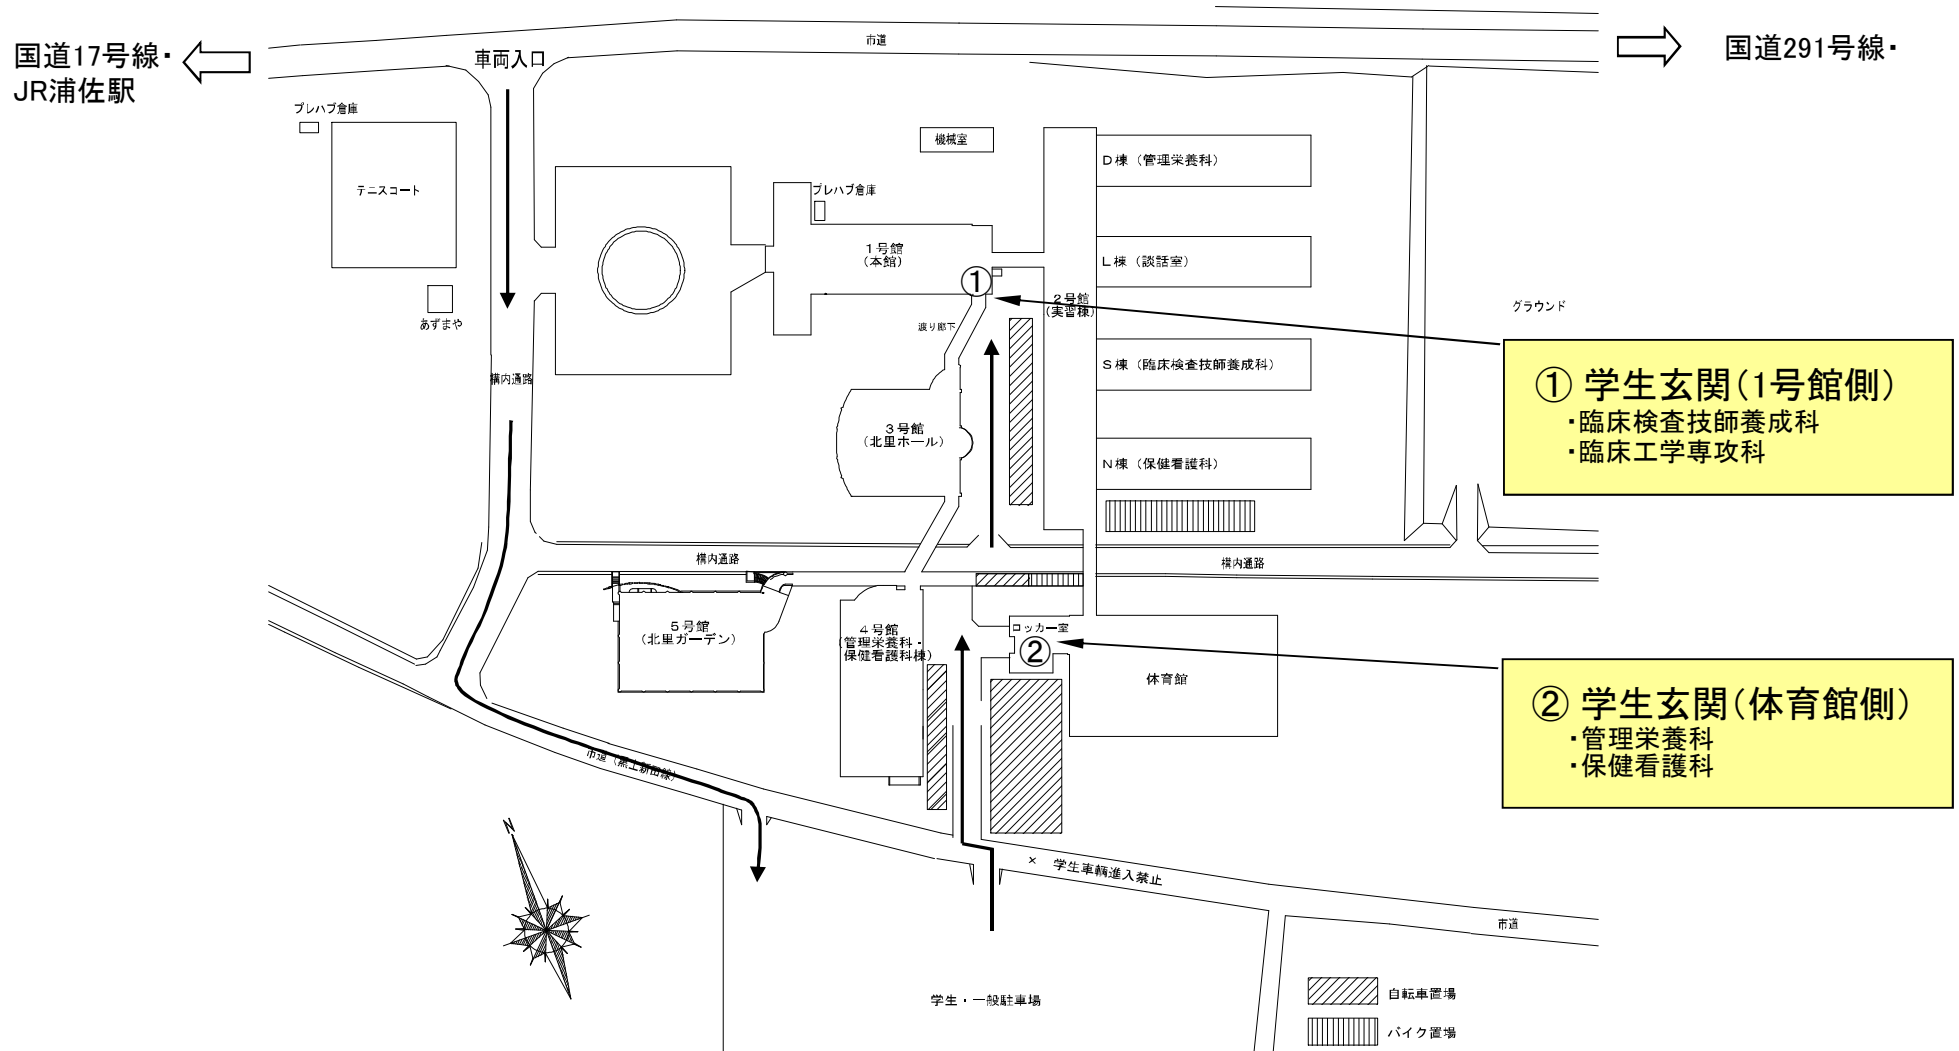 国道17号線・
JR浦佐駅
車両入口
市道
国道291号線・
プレハブ倉庫
テニスコート
あずまや
機械室
プレハブ倉庫
1号館
(本館)
①
2号館
(実習棟)
D棟(管理栄養科)
L棟(談話室)
S棟(臨床検査技師養成科)
N棟(保健看護科)
グラウンド
渡り廊下
3号館
(北里ホール)
構内通路
構内通路
構内通路
① 学生玄関(1号館側)
・臨床検査技師養成科
・臨床工学専攻科
5号館
(北里ガーデン)
4号館
(管理栄養科・
保健看護科棟)
ロッカー室
②
体育館
② 学生玄関(体育館側)
・管理栄養科
・保健看護科
市道(黒土新田線)
N
× 学生車輌進入禁止
市道
学生・一般駐車場
自転車置場
バイク置場